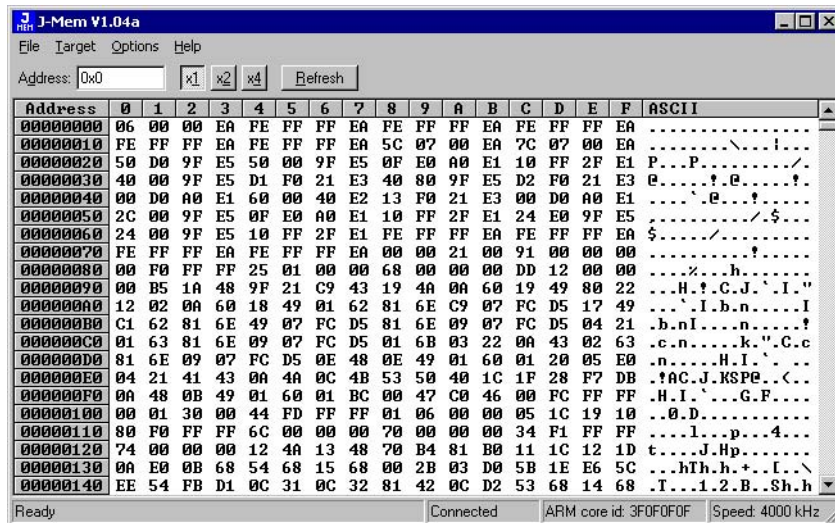 J-Mem V1.04a
File Target Options Help
Address: 0x0 x1 x2 x4 Refresh
Address 0 1 2 3 4 5 6 7 8 9 A B C D E F ASCII
00000000 06 00 00 EA FE FF FF EA FE FF FF EA FE FF FF EA ................
00000010 FE FF FF EA FE FF FF EA 5C 07 00 EA 7C 07 00 EA ........\...|...
00000020 50 D0 9F E5 50 00 9F E5 0F E0 A0 E1 10 FF 2F E1 P...P........./.
00000030 40 00 9F E5 D1 F0 21 E3 40 80 9F E5 D2 F0 21 E3 @.....!.@.....!.
00000040 00 D0 A0 E1 60 00 40 E2 13 F0 21 E3 00 D0 A0 E1 ....`.@...!.....
00000050 2C 00 9F E5 0F E0 A0 E1 10 FF 2F E1 24 E0 9F E5 ,........./.$...
00000060 24 00 9F E5 10 FF 2F E1 FE FF FF EA FE FF FF EA $...../.........
00000070 FE FF FF EA FE FF FF EA 00 00 21 00 91 00 00 00 ..........!.....
00000080 00 F0 FF FF 25 01 00 00 68 00 00 00 DD 12 00 00 ....%...h.......
00000090 00 B5 1A 48 9F 21 C9 43 19 4A 0A 60 19 49 80 22 ...H.!.C.J.`.I."
000000A0 12 02 0A 60 18 49 01 62 81 6E C9 07 FC D5 17 49 ...`.I.b.n.....I
000000B0 C1 62 81 6E 49 07 FC D5 81 6E 09 07 FC D5 04 21 .b.nI....n.....!
000000C0 01 63 81 6E 09 07 FC D5 01 6B 03 22 0A 43 02 63 .c.n.....k.".C.c
000000D0 81 6E 09 07 FC D5 0E 48 0E 49 01 60 01 20 05 E0 .n.....H.I.`. ..
000000E0 04 21 41 43 0A 4A 0C 4B 53 50 40 1C 1F 28 F7 DB .!AC.J.KSP@..(..
000000F0 0A 48 0B 49 01 60 01 BC 00 47 C0 46 00 FC FF FF .H.I.`...G.F....
00000100 00 01 30 00 44 FD FF FF 01 06 00 00 05 1C 19 10 ..0.D...........
00000110 80 F0 FF FF 6C 00 00 00 70 00 00 00 34 F1 FF FF ....l...p...4...
00000120 74 00 00 00 12 4A 13 48 70 B4 81 B0 11 1C 12 1D t....J.Hp.......
00000130 0A E0 0B 68 54 68 15 68 00 2B 03 D0 5B 1E E6 5C ...hTh.h.+..[..\
00000140 EE 54 FB D1 0C 31 0C 32 81 42 0C D2 53 68 14 68 .T...1.2.B..Sh.h
Ready Connected ARM core id: 3F0F0F0F Speed: 4000 kHz